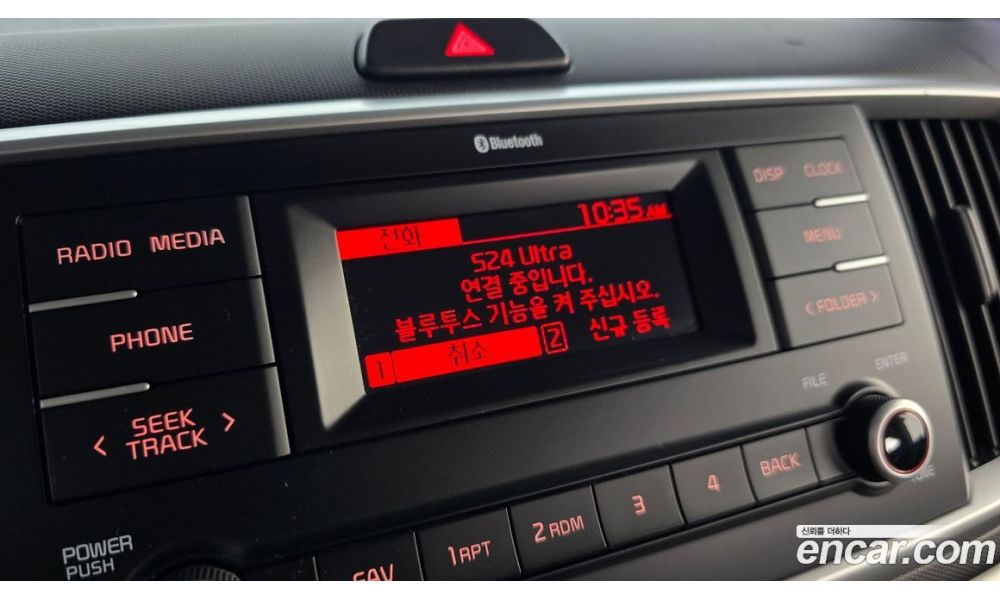 Bluetooth
DISP CLOCK
RADIO MEDIA
전화 10:35 AM
S24 Ultra
연결 중입니다.
블루투스 기능을 켜 주십시오.
1 취소 2 신규 등록
MENU
< FOLDER >
PHONE
< SEEK >
TRACK
ENTER
FILE
TUNE
POWER
PUSH
FAV
1 RPT
2 RDM
3
4
BACK
신뢰를 더하다
encar.com